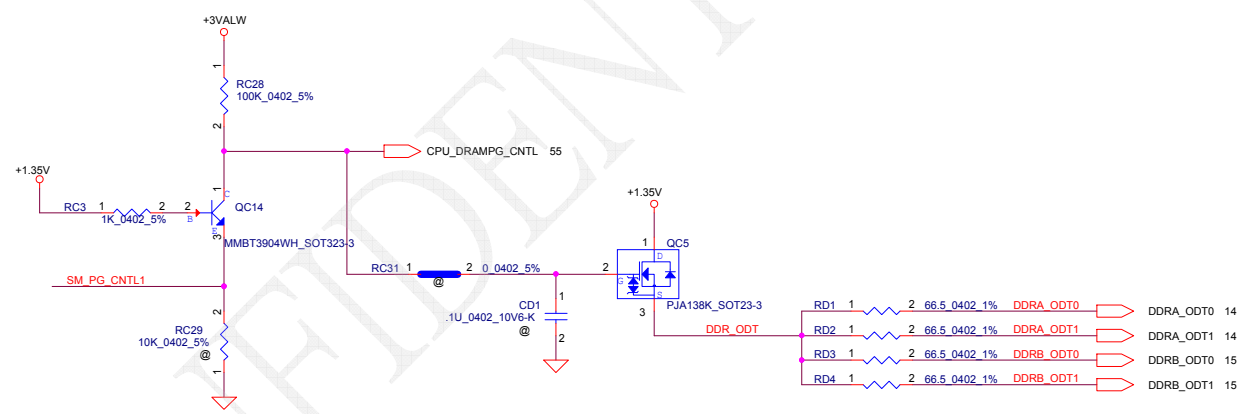 +3VALW
1
RC28
100K_0402_5%
2
CPU_DRAMPG_CNTL 55
+1.35V
1
C
QC14
RC3 1 2 2
B
1K_0402_5%
E
3
MMBT3904WH_SOT323-3
SM_PG_CNTL1
2
RC29
10K_0402_5%
@
1
RC31 1 2 0_0402_5%
@
1
CD1
.1U_0402_10V6-K
@
2
+1.35V
1
QC5
D
2
G
S
PJA138K_SOT23-3
3
DDR_ODT
RD1 1 2 66.5_0402_1% DDRA_ODT0 DDRA_ODT0 14
RD2 1 2 66.5_0402_1% DDRA_ODT1 DDRA_ODT1 14
RD3 1 2 66.5_0402_1% DDRB_ODT0 DDRB_ODT0 15
RD4 1 2 66.5_0402_1% DDRB_ODT1 DDRB_ODT1 15
FIDENT